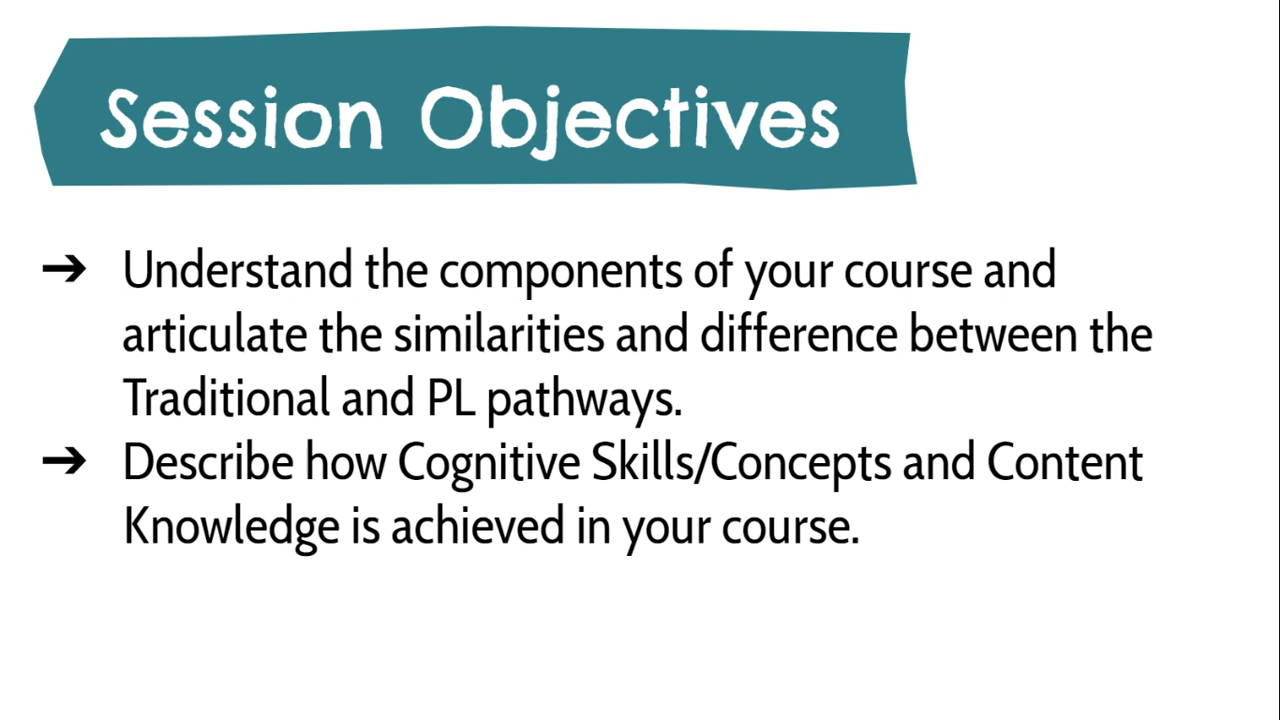 Session Objectives
➔ Understand the components of your course and
articulate the similarities and difference between the
Traditional and PL pathways.
➔ Describe how Cognitive Skills/Concepts and Content
Knowledge is achieved in your course.